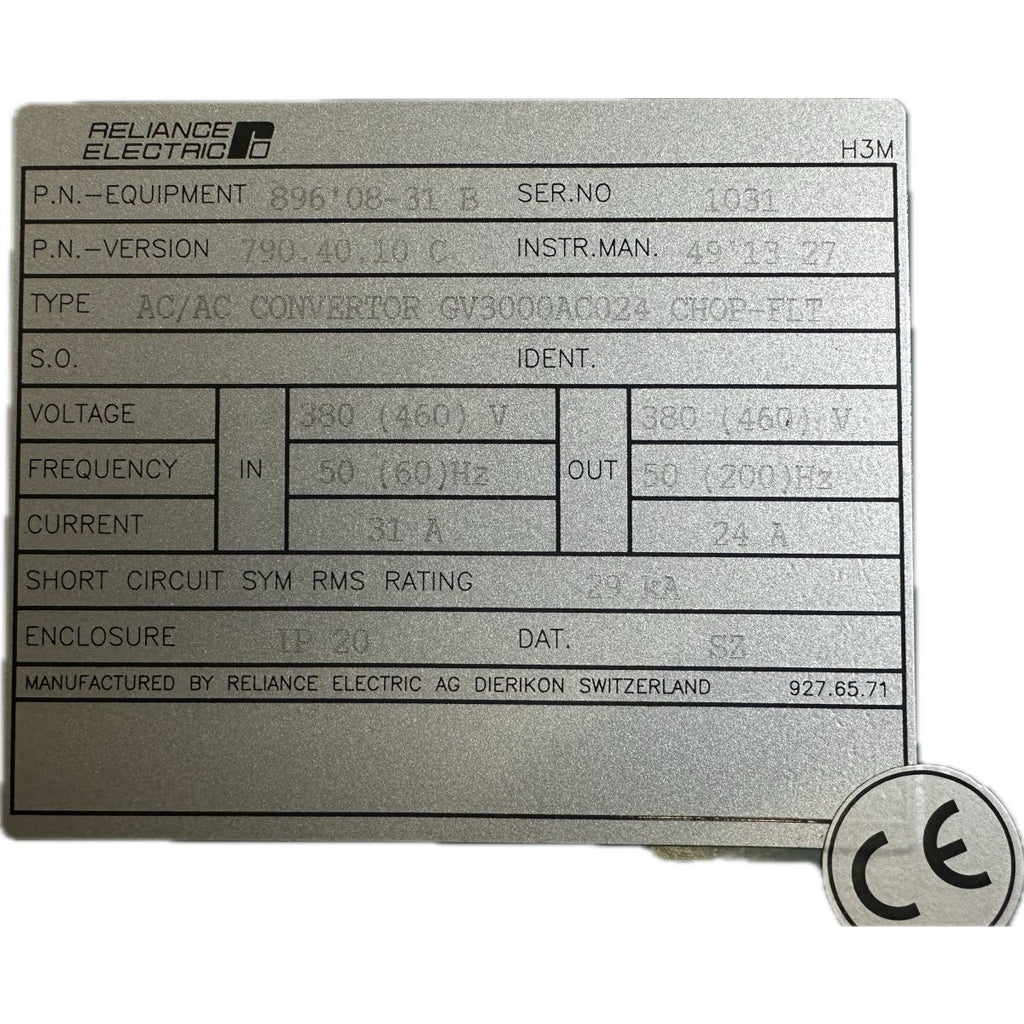 RELIANCE
ELECTRIC
H3M
P.N.-EQUIPMENT 896'08-31 B SER.NO 1031
P.N.-VERSION 790.40.10 C INSTR.MAN. 49 13 27
TYPE AC/AC CONVERTOR GV3000AC024 CHOP-FLT
S.O. IDENT.
VOLTAGE 380 (460) V 380 (460) V
FREQUENCY IN 50 (60)Hz OUT 50 (200)Hz
CURRENT 31 A 24 A
SHORT CIRCUIT SYM RMS RATING 29 kA
ENCLOSURE IP 20 DAT. SZ
MANUFACTURED BY RELIANCE ELECTRIC AG DIERIKON SWITZERLAND 927.65.71
CE